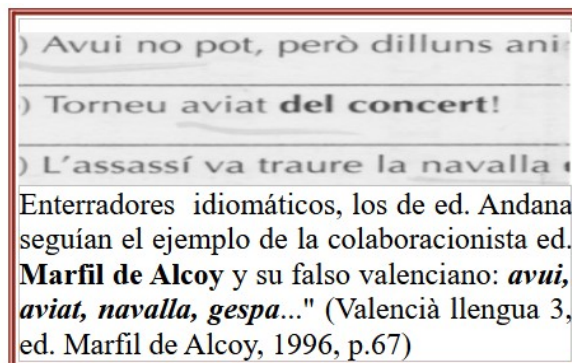 ) Avui no pot, però dilluns
) Torneu aviat del concert!
) L'assassí va traure la navalla
Enterradores idiomáticos, los de ed. Andana
seguían el ejemplo de la colaboracionista ed.
Marfil de Alcoy y su falso valenciano: avui,
aviat, navalla, gespa..." (Valencià llengua 3,
ed. Marfil de Alcoy, 1996, p.67)